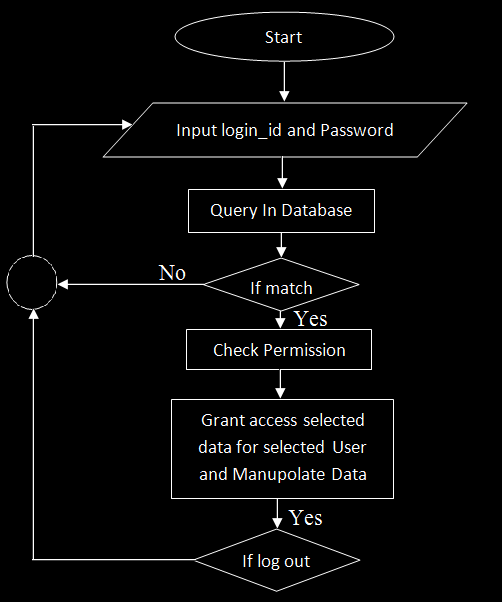 Start
Input login_id and Password
Query In Database
No
If match
Yes
Check Permission
Grant access selected
data for selected User
and Manupolate Data
Yes
If log out